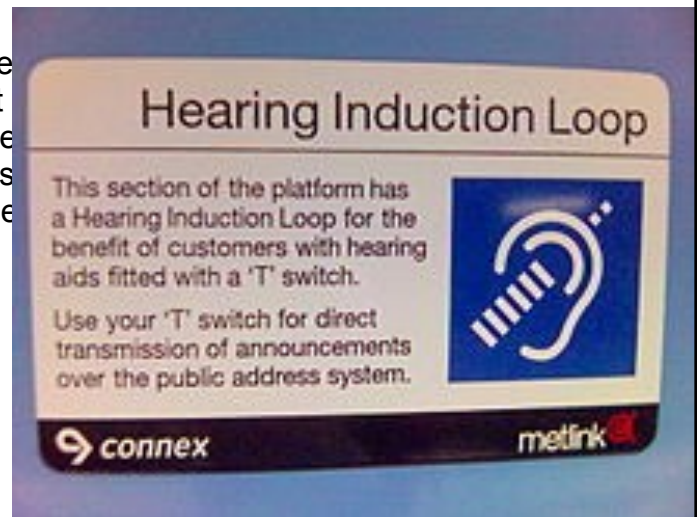 Hearing Induction Loop
This section of the platform has
a Hearing Induction Loop for the
benefit of customers with hearing
aids fitted with a 'T' switch.
Use your 'T' switch for direct
transmission of announcements
over the public address system.
connex
metlink